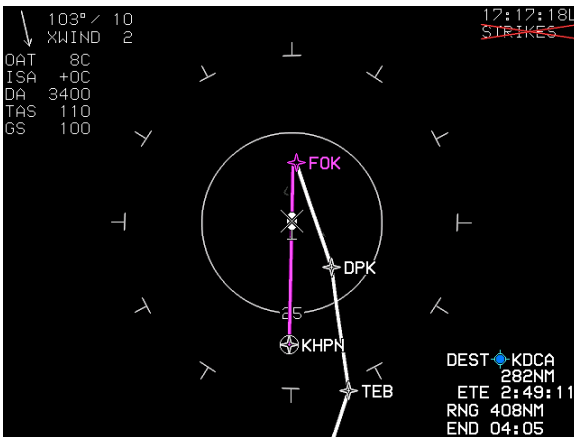 103°/ 10
XWIND 2
OAT 8C
ISA +0C
DA 3400
TAS 110
GS 100
17:17:18L
STRIKES
FOK
DPK
25
KHPN
TEB
DEST KDCA
282NM
ETE 2:49:11
RNG 408NM
END 04:05